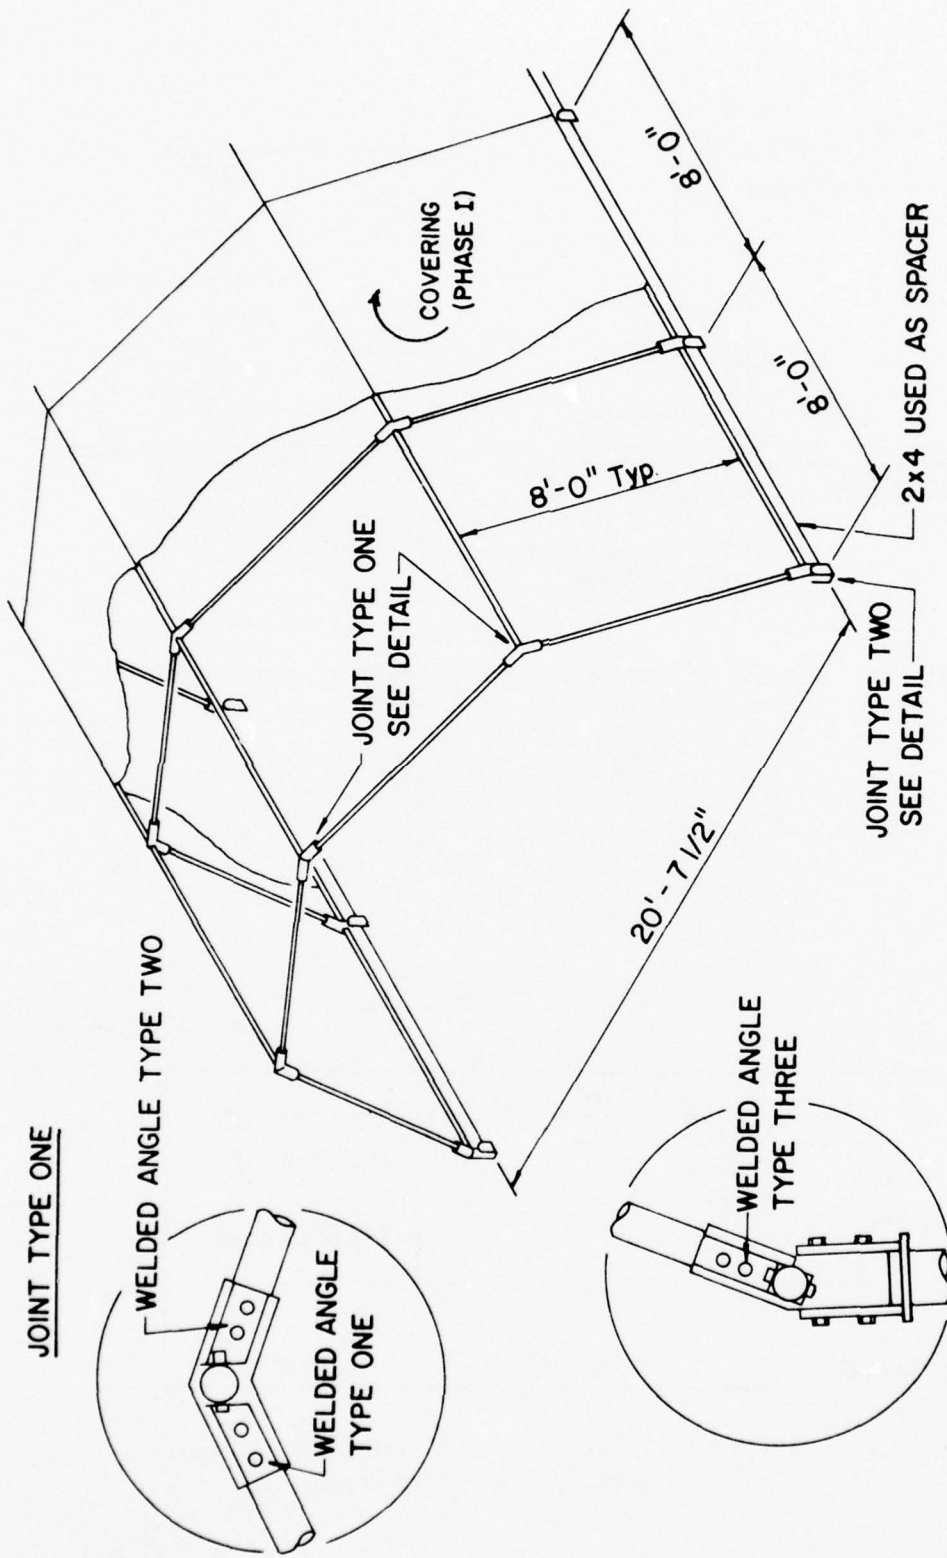 JOINT TYPE ONE
WELDED ANGLE TYPE TWO
WELDED ANGLE
TYPE ONE
WELDED ANGLE
TYPE THREE
JOINT TYPE ONE
SEE DETAIL
COVERING
(PHASE I)
8'-0" Typ.
8'-0"
8'-0"
20'-7 1/2"
2x4 USED AS SPACER
JOINT TYPE TWO
SEE DETAIL